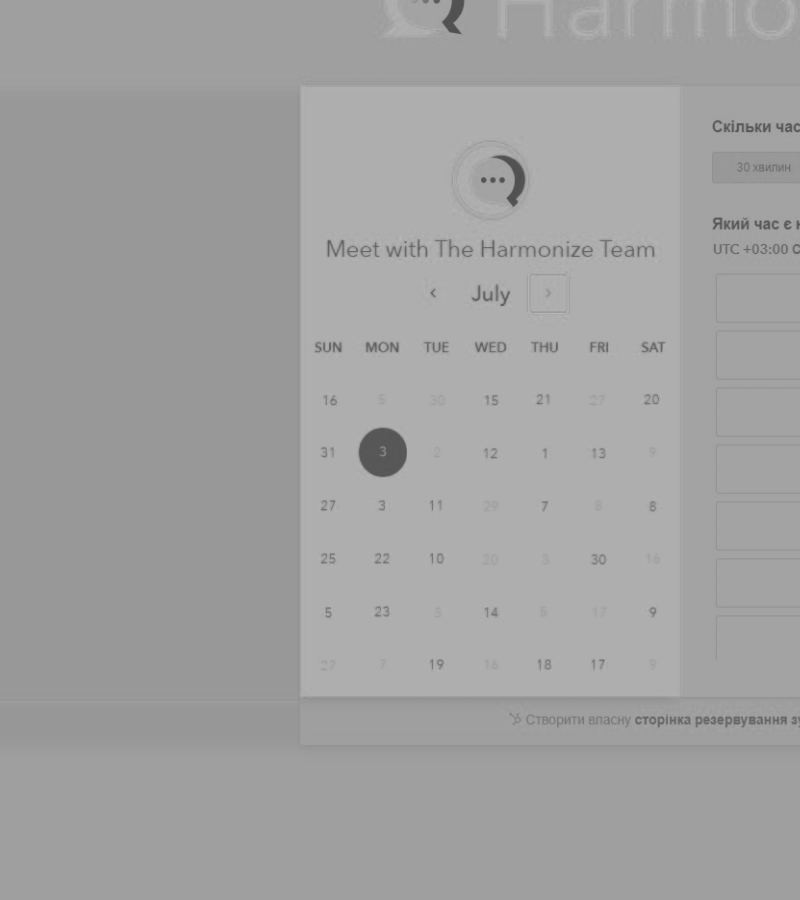 Harmo
Meet with The Harmonize Team
July
SUN MON TUE WED THU FRI SAT
16 5 30 15 21 27 20
31 3 2 12 1 13 9
27 3 11 29 7 8
25 22 10 20 3 30 16
5 23 3 14 5 17 9
27 7 19 16 18 17 9
Скільки час
30 хвилин
Який час є
UTC +03:00
Створити власну сторінка резервування